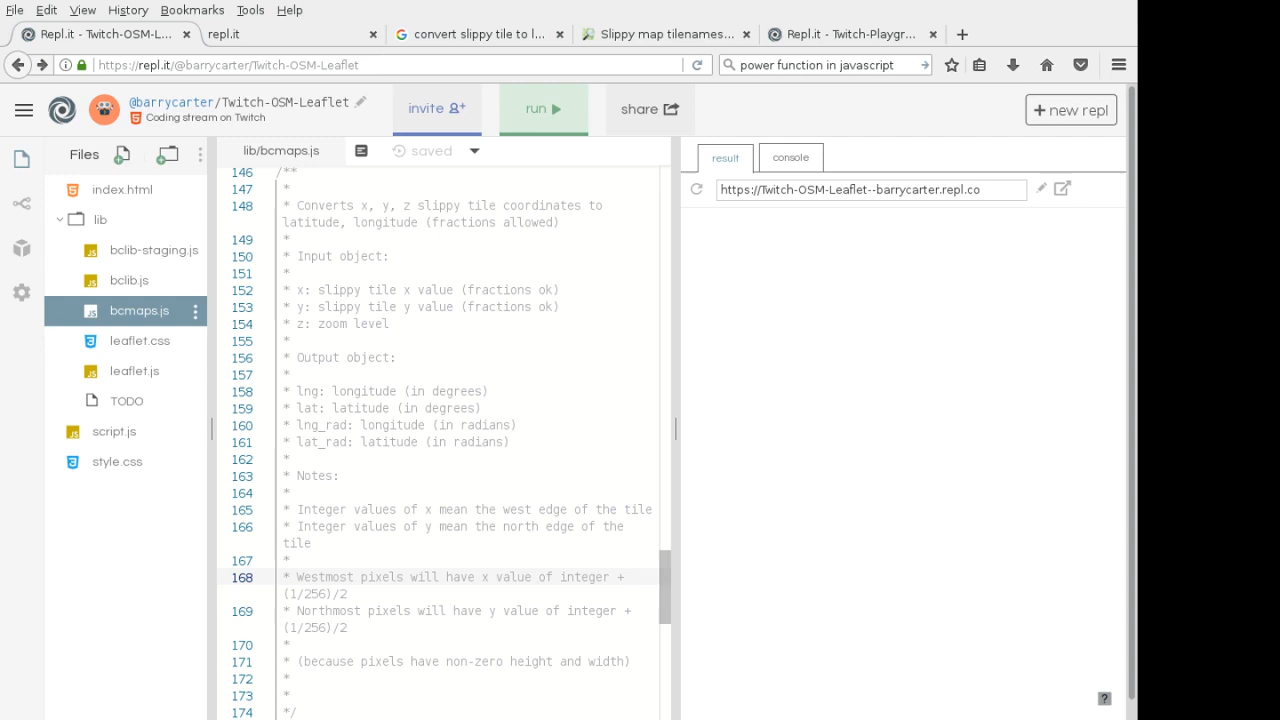 File Edit View History Bookmarks Tools Help
Repl.it - Twitch-OSM-L... × repl.it × convert slippy tile to l... × Slippy map tilenames... × Repl.it - Twitch-Playgr... × +
https://repl.it/@barrycarter/Twitch-OSM-Leaflet power function in javascript
@barrycarter/Twitch-OSM-Leaflet invite run share + new repl
Coding stream on Twitch
Files lib/bcmaps.js saved result console
https://Twitch-OSM-Leaflet--barrycarter.repl.co
index.html
lib
bclib-staging.js
bclib.js
bcmaps.js
leaflet.css
leaflet.js
TODO
script.js
style.css
146 /**
147 *
148 * Converts x, y, z slippy tile coordinates to
latitude, longitude (fractions allowed)
149 *
150 * Input object:
151 *
152 * x: slippy tile x value (fractions ok)
153 * y: slippy tile y value (fractions ok)
154 * z: zoom level
155 *
156 * Output object:
157 *
158 * lng: longitude (in degrees)
159 * lat: latitude (in degrees)
160 * lng_rad: longitude (in radians)
161 * lat_rad: latitude (in radians)
162 *
163 * Notes:
164 *
165 * Integer values of x mean the west edge of the tile
166 * Integer values of y mean the north edge of the
tile
167 *
168 * Westmost pixels will have x value of integer +
(1/256)/2
169 * Northmost pixels will have y value of integer +
(1/256)/2
170 *
171 * (because pixels have non-zero height and width)
172 *
173 *
174 */
?